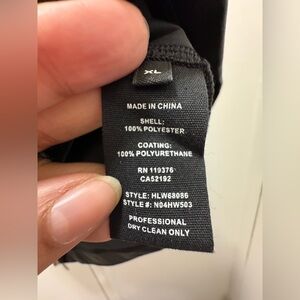 XL
MADE IN CHINA
SHELL:
100% POLYESTER
COATING:
100% POLYURETHANE
RN 119376
CA52192
STYLE: HLW68086
STYLE #: N04HW503
PROFESSIONAL
DRY CLEAN ONLY